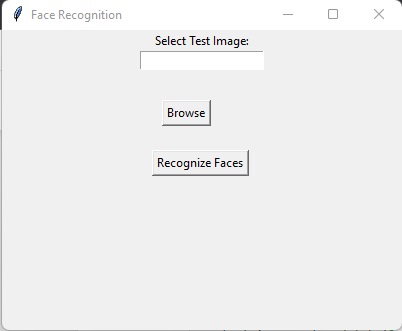 Face Recognition
Select Test Image:
Browse
Recognize Faces